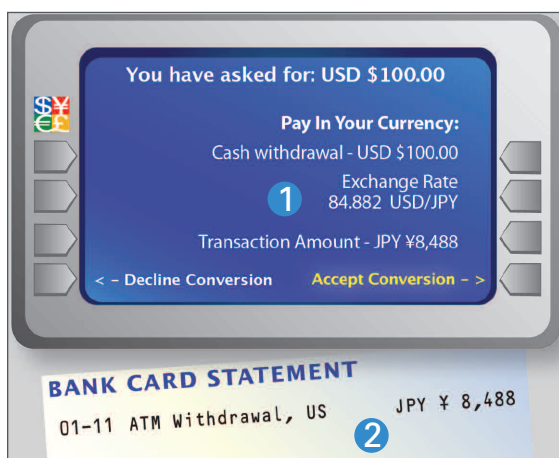 You have asked for: USD $100.00
$¥
€£
Pay In Your Currency:
Cash withdrawal - USD $100.00
Exchange Rate
1
84.882 USD/JPY
Transaction Amount - JPY ¥8,488
< - Decline Conversion Accept Conversion - >
BANK CARD STATEMENT
01-11 ATM Withdrawal, US JPY ¥ 8,488
2